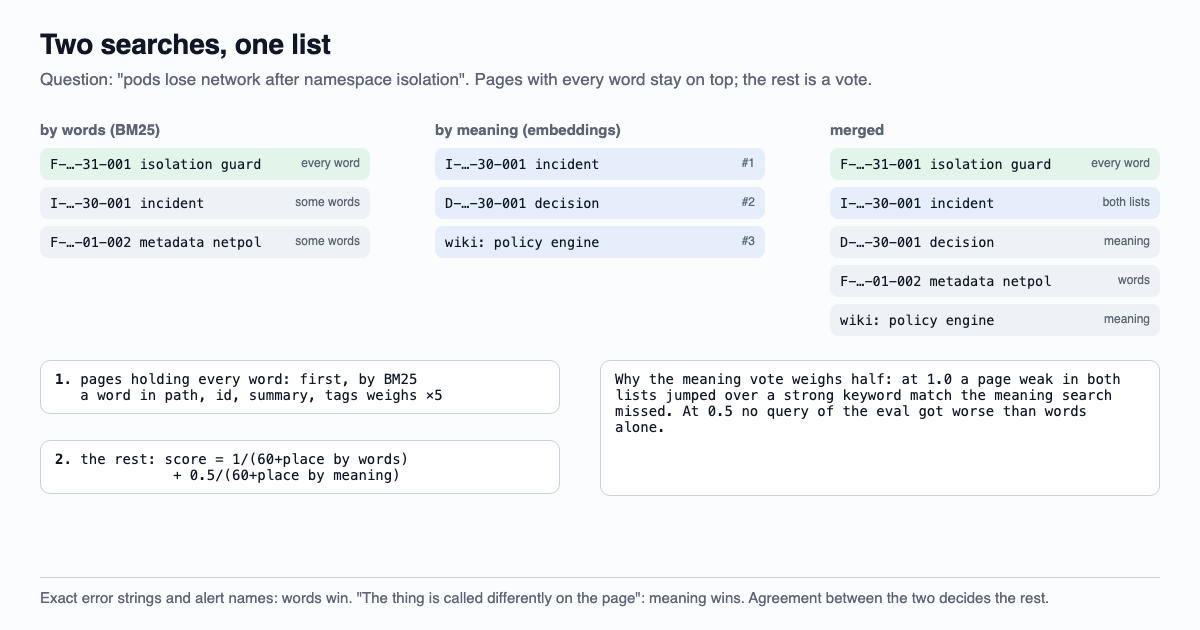 Two searches, one list
Question: "pods lose network after namespace isolation". Pages with every word stay on top; the rest is a vote.
by words (BM25)
F-…-31-001 isolation guard every word
I-…-30-001 incident some words
F-…-01-002 metadata netpol some words
by meaning (embeddings)
I-…-30-001 incident #1
D-…-30-001 decision #2
wiki: policy engine #3
merged
F-…-31-001 isolation guard every word
I-…-30-001 incident both lists
D-…-30-001 decision meaning
F-…-01-002 metadata netpol words
wiki: policy engine meaning
1. pages holding every word: first, by BM25
a word in path, id, summary, tags weighs ×5
2. the rest: score = 1/(60+place by words)
+ 0.5/(60+place by meaning)
Why the meaning vote weighs half: at 1.0 a page weak in both
lists jumped over a strong keyword match the meaning search
missed. At 0.5 no query of the eval got worse than words
alone.
Exact error strings and alert names: words win. "The thing is called differently on the page": meaning wins. Agreement between the two decides the rest.